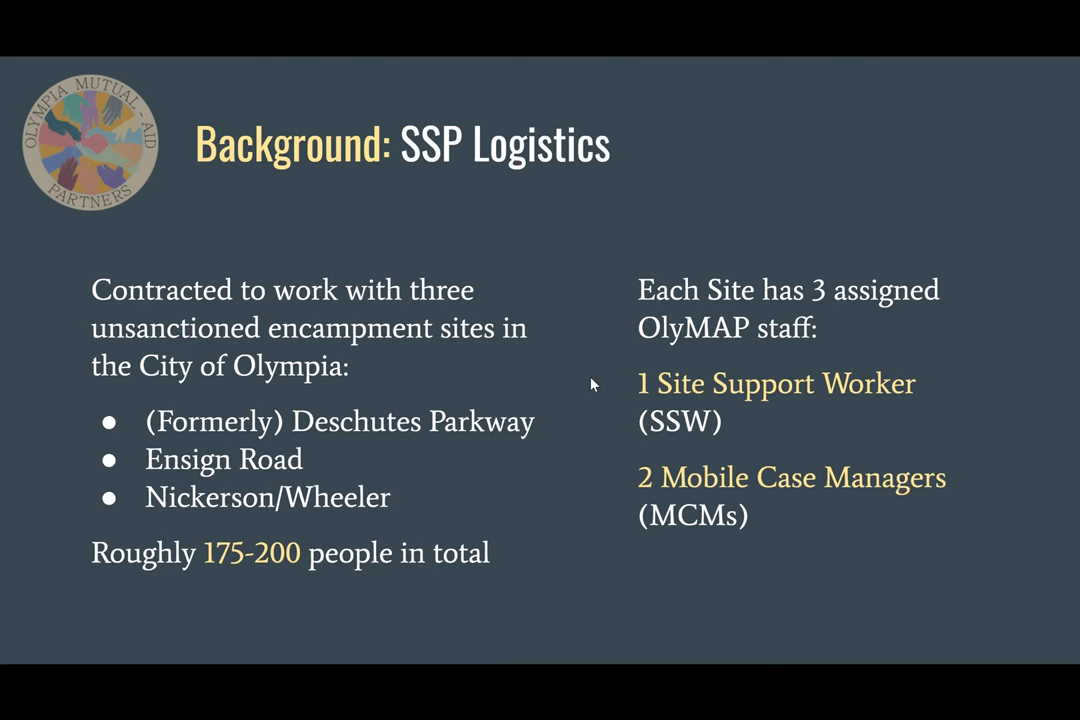 OLYMPIA MUTUAL-AID
PARTNERS
Background: SSP Logistics
Contracted to work with three
unsanctioned encampment sites in
the City of Olympia:
● (Formerly) Deschutes Parkway
● Ensign Road
● Nickerson/Wheeler
Roughly 175-200 people in total
Each Site has 3 assigned
OlyMAP staff:
1 Site Support Worker
(SSW)
2 Mobile Case Managers
(MCMs)